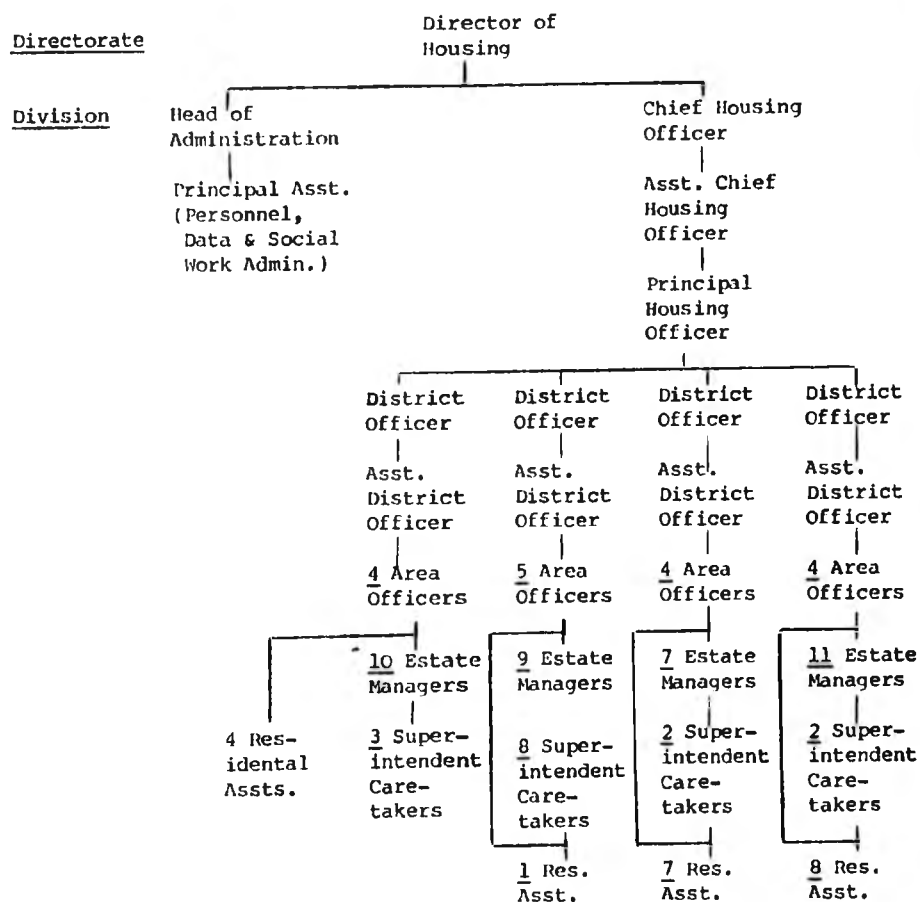 Directorate
Director of
Housing
Division
Head of
Administration
Chief Housing
Officer
Principal Asst.
(Personnel,
Data & Social
Work Admin.)
Asst. Chief
Housing
Officer
Principal
Housing
Officer
District
Officer
District
Officer
District
Officer
District
Officer
Asst.
District
Officer
Asst.
District
Officer
Asst.
District
Officer
Asst.
District
Officer
4 Area
Officers
5 Area
Officers
4 Area
Officers
4 Area
Officers
10 Estate
Managers
9 Estate
Managers
7 Estate
Managers
11 Estate
Managers
4 Res-
idental
Assts.
3 Super-
intendent
Care-
takers
8 Super-
intendent
Care-
takers
2 Super-
intendent
Care-
takers
2 Super-
intendent
Care-
takers
1 Res.
Asst.
7 Res.
Asst.
8 Res.
Asst.